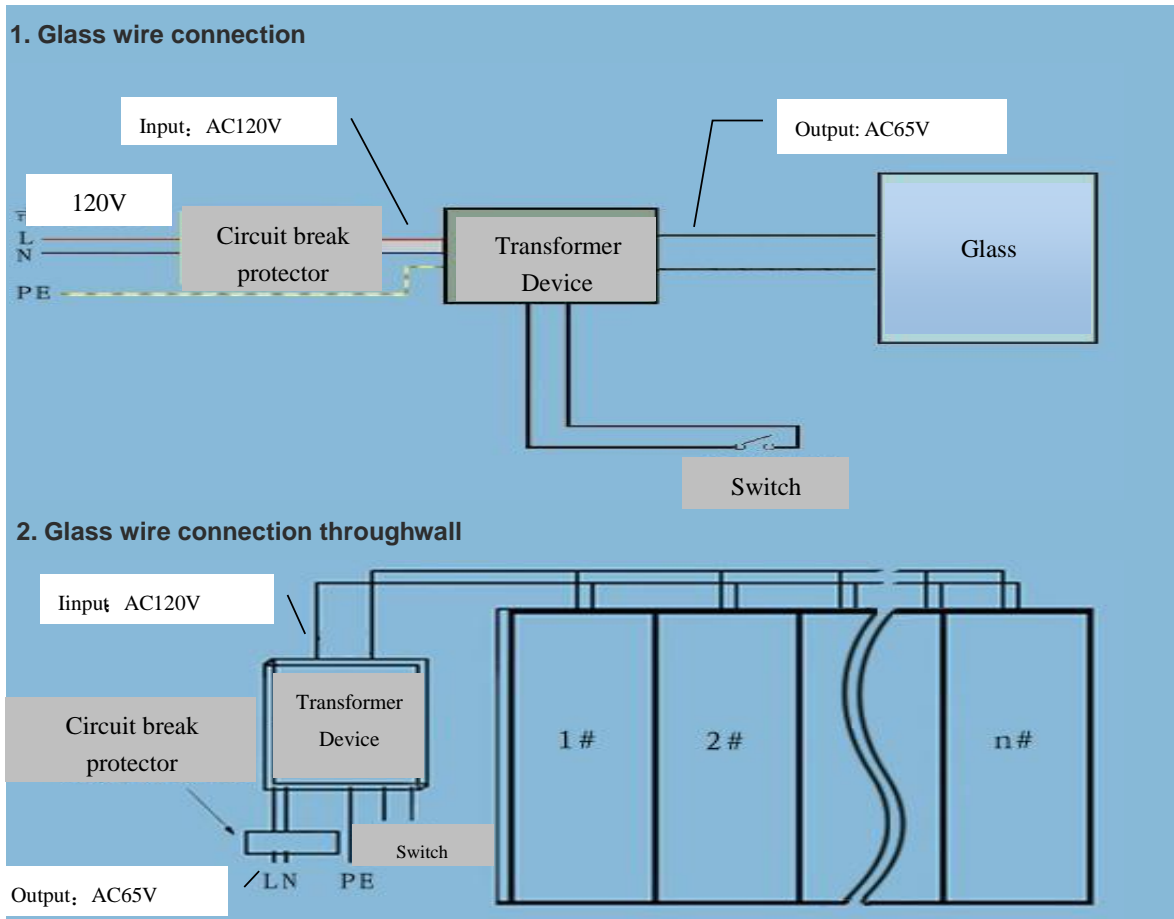 1. Glass wire connection
Input：AC120V
Output: AC65V
120V
L
N
PE
Circuit break
protector
Transformer
Device
Glass
Switch
2. Glass wire connection throughwall
Iinput：AC120V
Transformer
Device
Circuit break
protector
1#
2#
n#
Switch
LN
PE
Output：AC65V